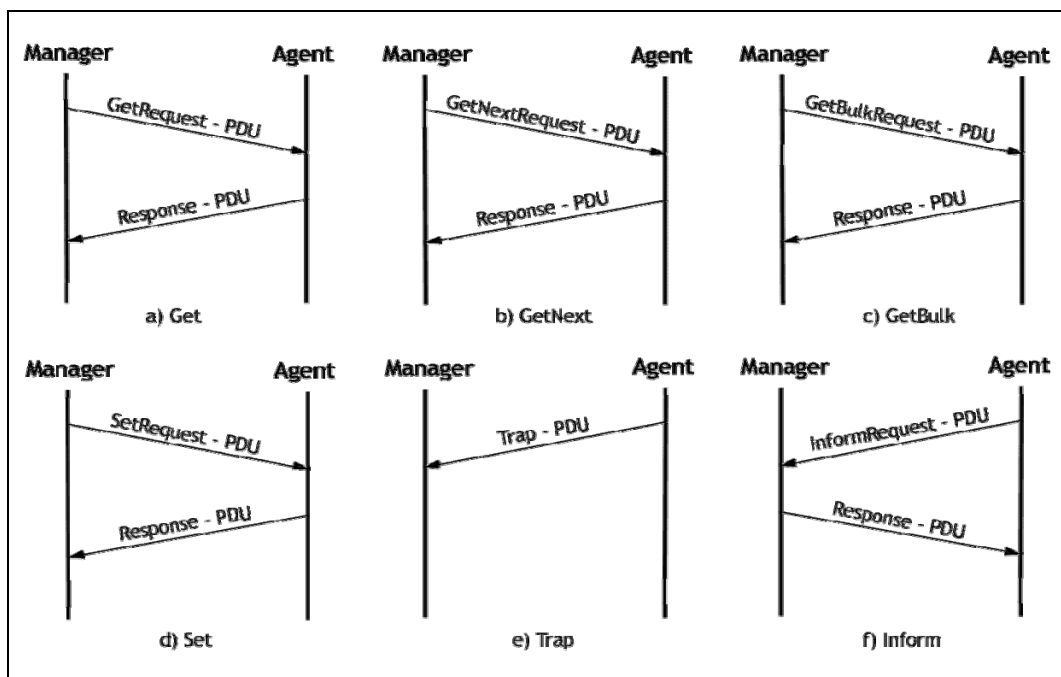 Manager Agent Manager Agent Manager Agent
GetRequest - PDU GetNextRequest - PDU GetBulkRequest - PDU
Response - PDU Response - PDU Response - PDU
a) Get b) GetNext c) GetBulk
Manager Agent Manager Agent Manager Agent
SetRequest - PDU Trap - PDU InformRequest - PDU
Response - PDU Response - PDU
d) Set e) Trap f) Inform